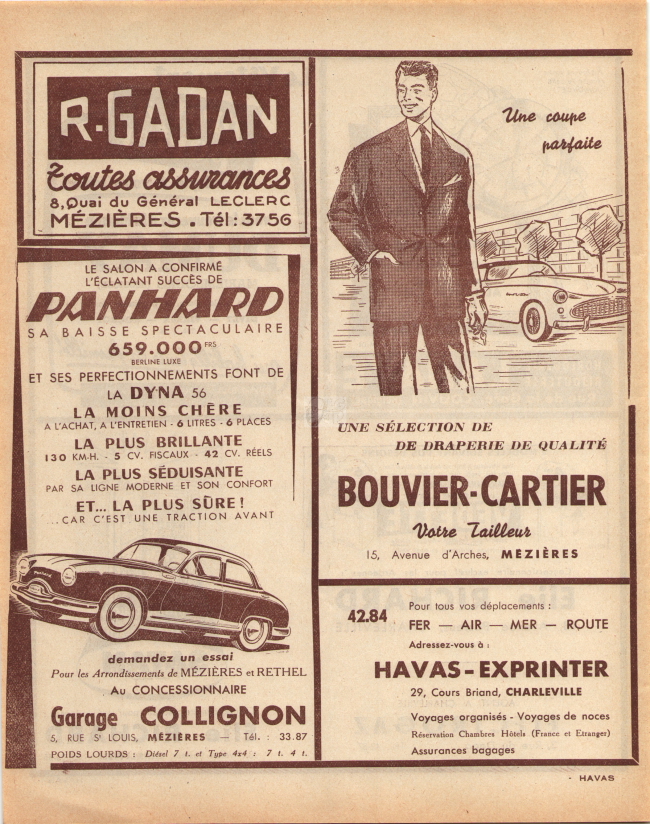 R. GADAN
Toutes assurances
8, Quai du Général LECLERC
MÉZIÈRES . Tél: 3756
LE SALON A CONFIRMÉ
L'ÉCLATANT SUCCÈS DE
PANHARD
SA BAISSE SPECTACULAIRE
659.000 FRS
BERLINE LUXE
ET SES PERFECTIONNEMENTS FONT DE
LA DYNA 56
LA MOINS CHÈRE
A L'ACHAT, A L'ENTRETIEN - 6 LITRES - 6 PLACES
LA PLUS BRILLANTE
130 KM-H. - 5 CV. FISCAUX - 42 CV. RÉELS
LA PLUS SÉDUISANTE
PAR SA LIGNE MODERNE ET SON CONFORT
ET... LA PLUS SÛRE !
...CAR C'EST UNE TRACTION AVANT
demandez un essai
Pour les Arrondissements de MÉZIÈRES et RETHEL
Au CONCESSIONNAIRE
Garage COLLIGNON
5, RUE St LOUIS, MÉZIÈRES — Tél. : 33.87
POIDS LOURDS : Diésel 7 t. et Type 4x4 : 7 t. 4 t.
Une coupe
parfaite
UNE SÉLECTION DE
DE DRAPERIE DE QUALITÉ
BOUVIER-CARTIER
Votre Tailleur
15, Avenue d'Arches, MÉZIÈRES
42.84
Pour tous vos déplacements :
FER — AIR — MER — ROUTE
Adressez-vous à :
HAVAS-EXPRINTER
29, Cours Briand, CHARLEVILLE
Voyages organisés - Voyages de noces
Réservation Chambres Hôtels (France et Etranger)
Assurances bagages
- HAVAS